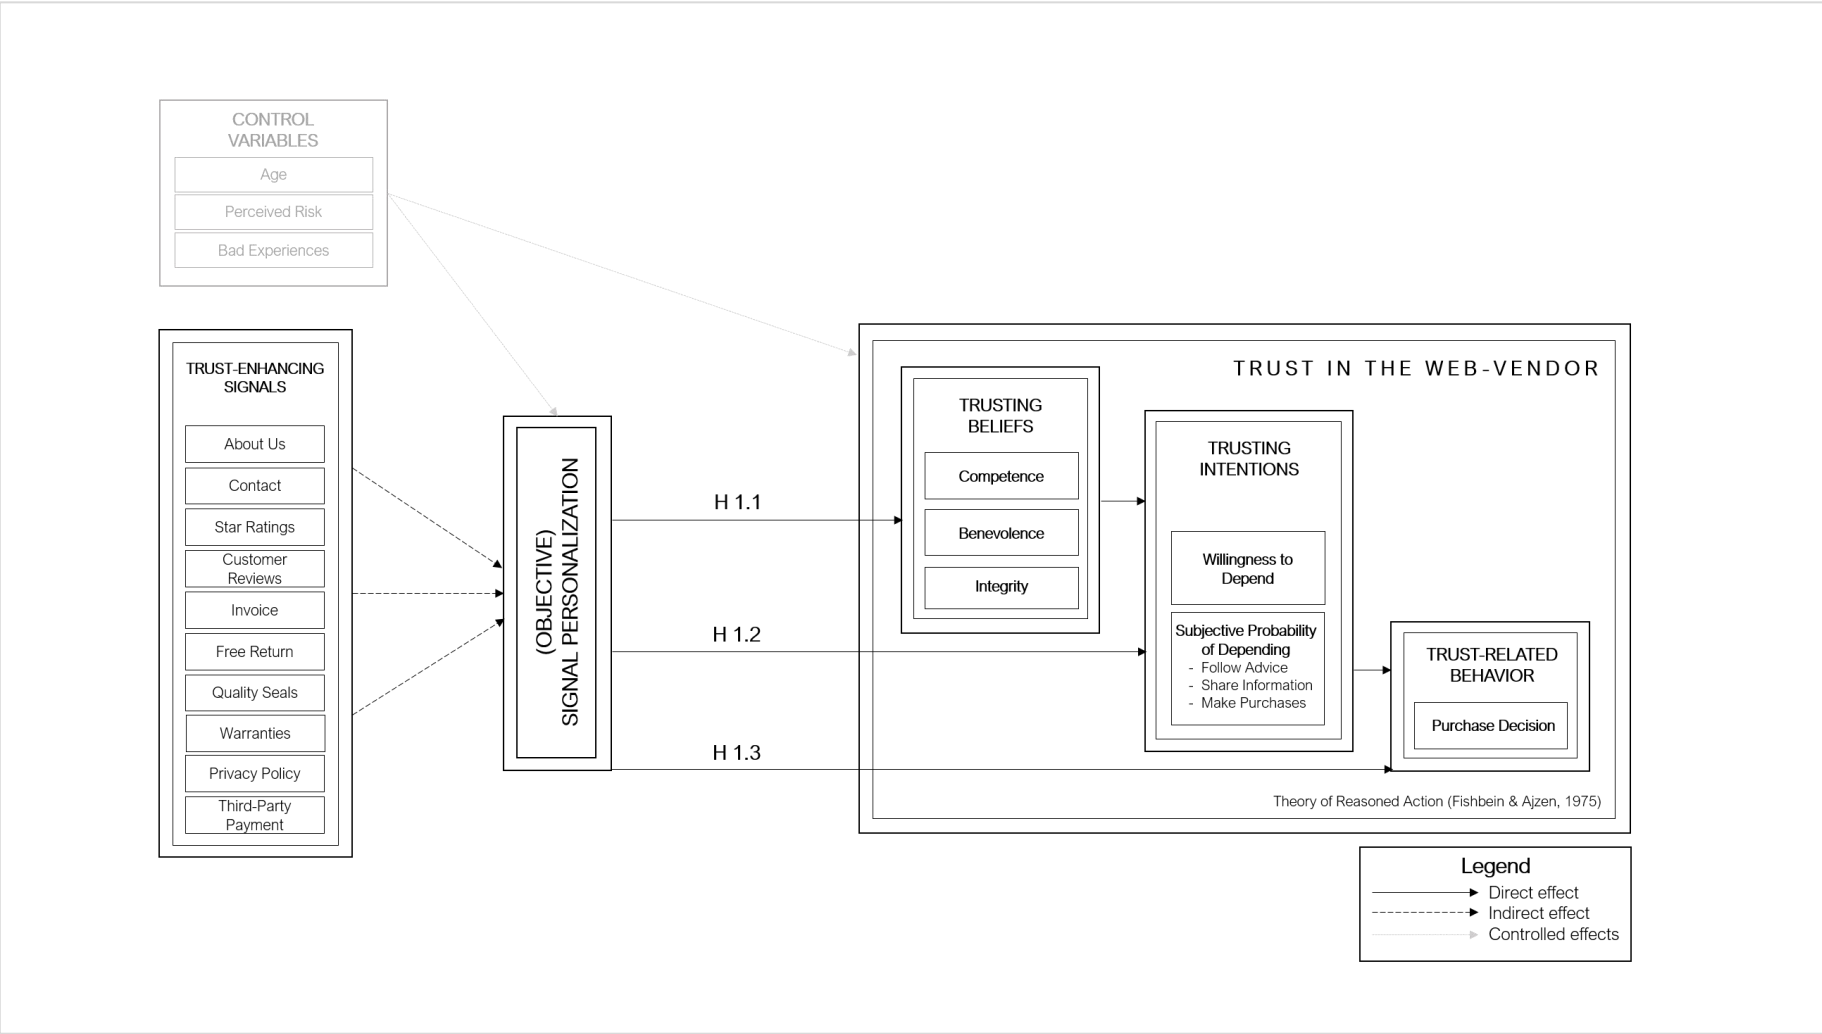 CONTROL
VARIABLES
Age
Perceived Risk
Bad Experiences
TRUST-ENHANCING
SIGNALS
About Us
Contact
Star Ratings
Customer
Reviews
Invoice
Free Return
Quality Seals
Warranties
Privacy Policy
Third-Party
Payment
(OBJECTIVE)
SIGNAL PERSONALIZATION
H 1.1
H 1.2
H 1.3
TRUST IN THE WEB-VENDOR
TRUSTING
BELIEFS
Competence
Benevolence
Integrity
TRUSTING
INTENTIONS
Willingness to
Depend
Subjective Probability
of Depending
- Follow Advice
- Share Information
- Make Purchases
TRUST-RELATED
BEHAVIOR
Purchase Decision
Theory of Reasoned Action (Fishbein & Ajzen, 1975)
Legend
Direct effect
Indirect effect
Controlled effects